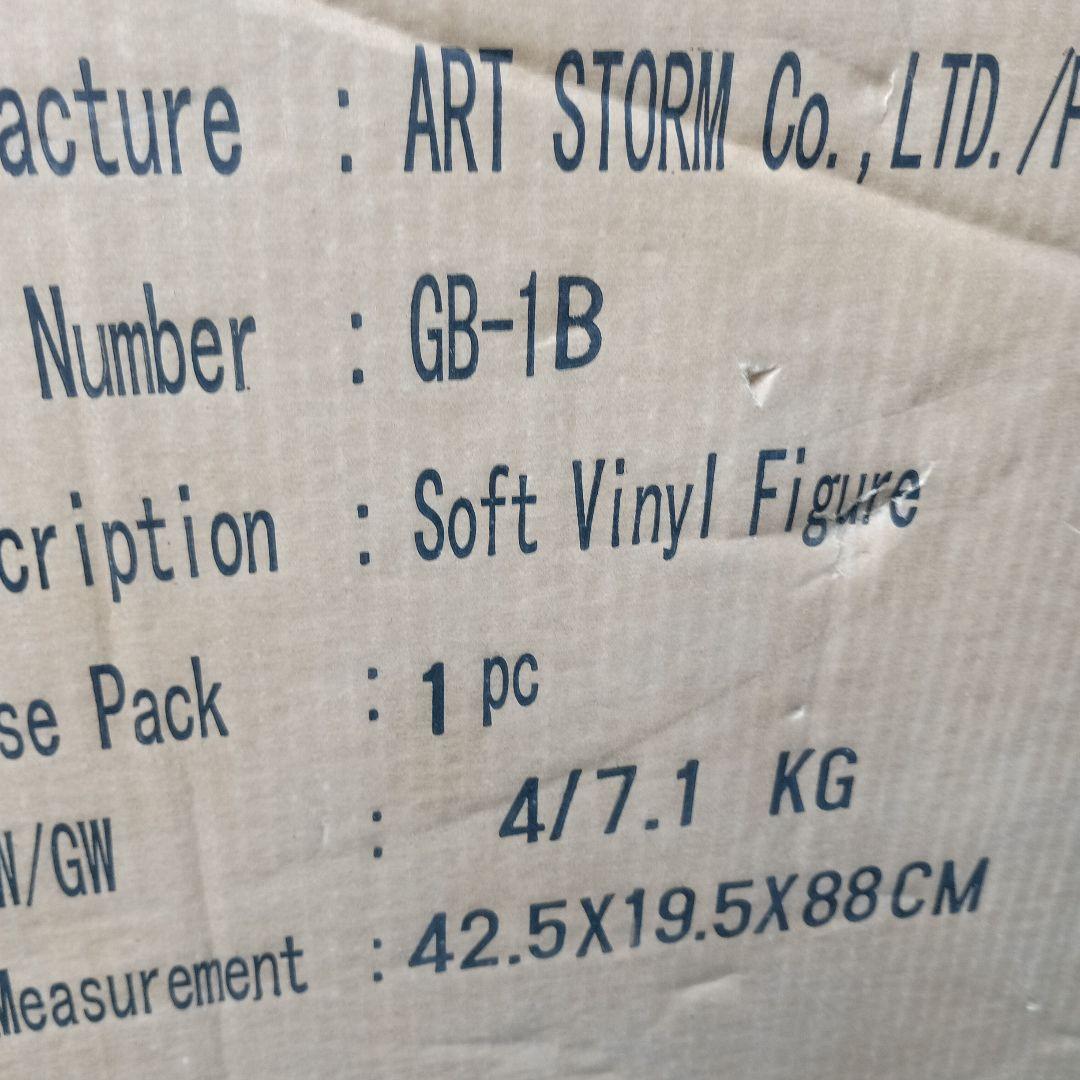 acture : ART STORM Co.,LTD./
Number : GB-1B
cription : Soft Vinyl Figure
se Pack : 1 pc
/GW : 4/7.1 KG
Measurement : 42.5X19.5X88CM